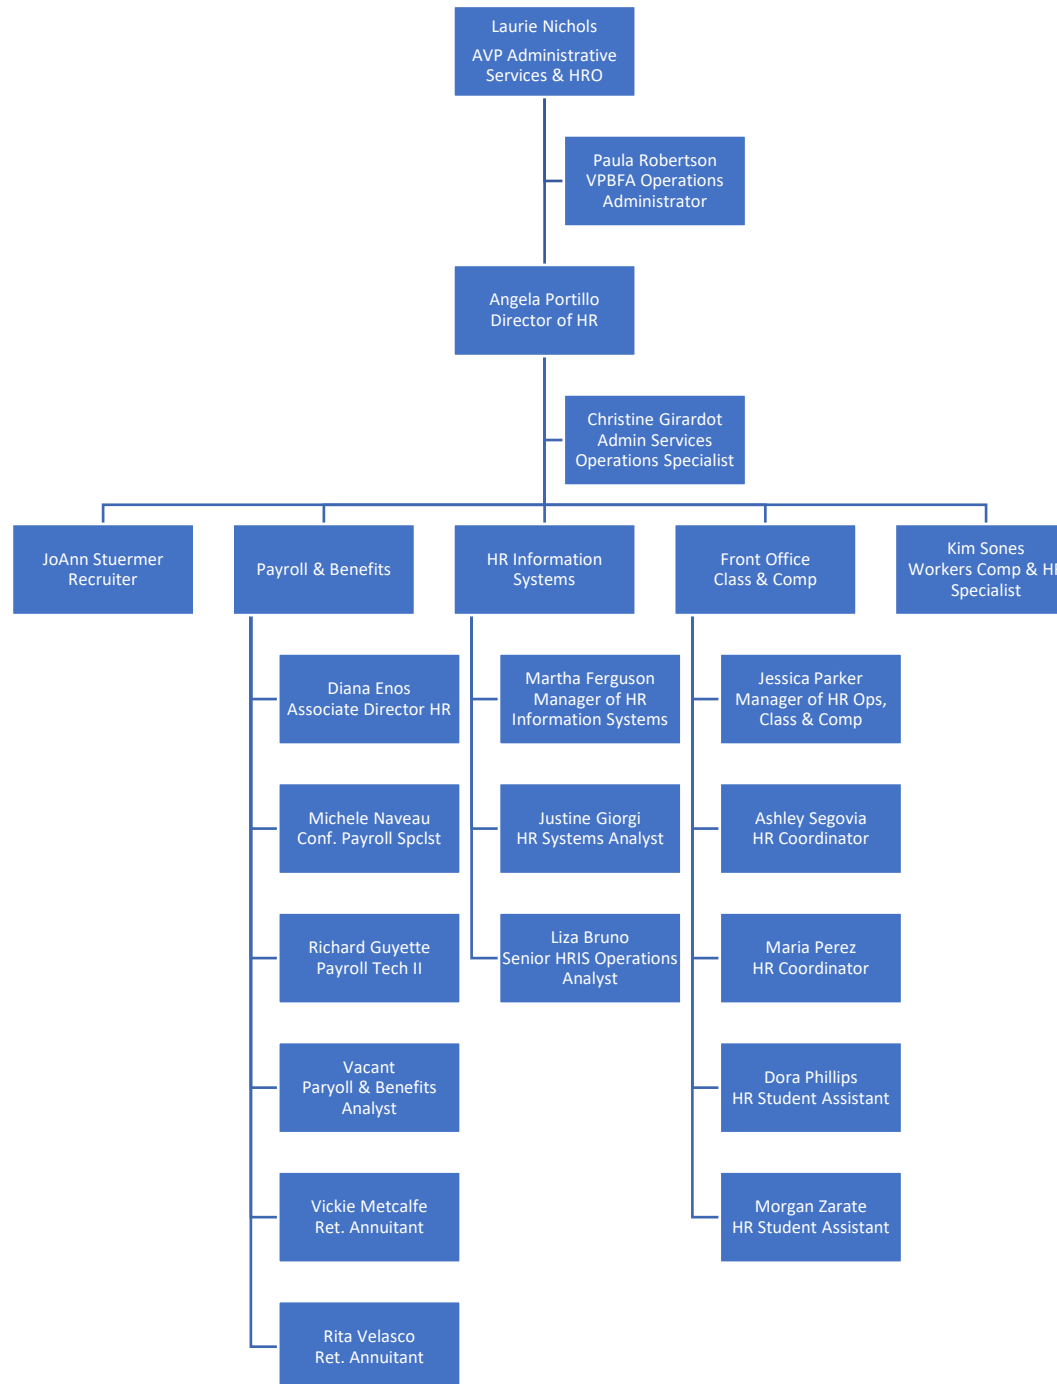 Laurie Nichols
AVP Administrative
Services & HRO
Paula Robertson
VPBFA Operations
Administrator
Angela Portillo
Director of HR
Christine Girardot
Admin Services
Operations Specialist
JoAnn Stuermer
Recruiter
Payroll & Benefits
HR Information
Systems
Front Office
Class & Comp
Kim Sones
Workers Comp & HR
Specialist
Diana Enos
Associate Director HR
Michele Naveau
Conf. Payroll Spclst
Richard Guyette
Payroll Tech II
Vacant
Paryoll & Benefits
Analyst
Vickie Metcalfe
Ret. Annuitant
Rita Velasco
Ret. Annuitant
Martha Ferguson
Manager of HR
Information Systems
Justine Giorgi
HR Systems Analyst
Liza Bruno
Senior HRIS Operations
Analyst
Jessica Parker
Manager of HR Ops,
Class & Comp
Ashley Segovia
HR Coordinator
Maria Perez
HR Coordinator
Dora Phillips
HR Student Assistant
Morgan Zarate
HR Student Assistant